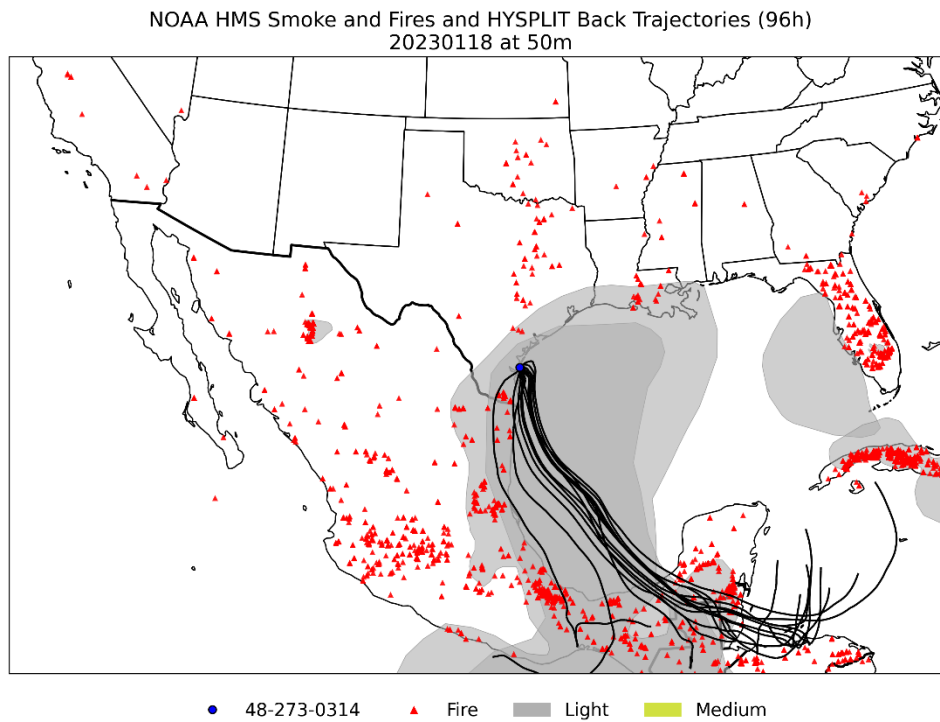 NOAA HMS Smoke and Fires and HYSPLIT Back Trajectories (96h)
20230118 at 50m
48-273-0314 Fire Light Medium